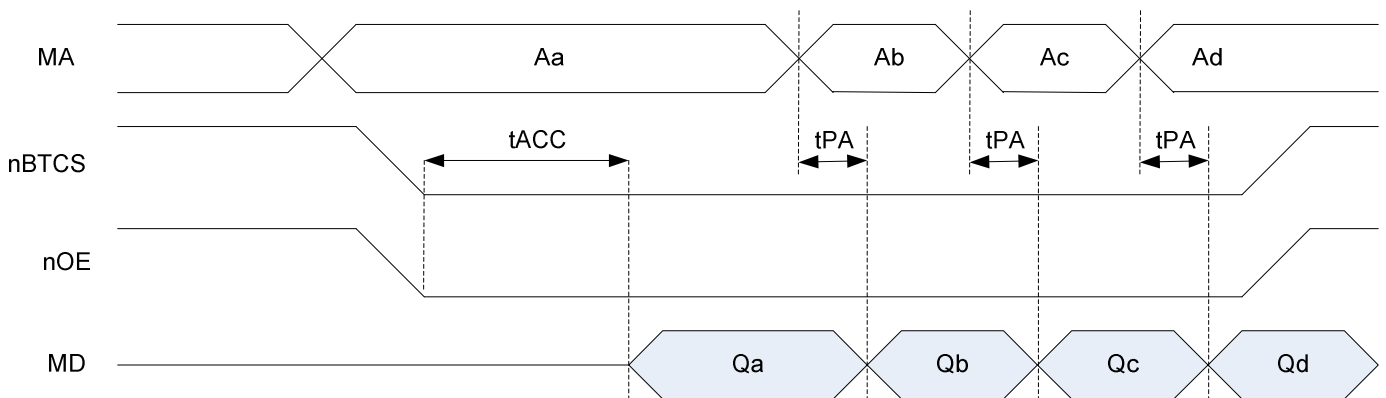 MA Aa Ab Ac Ad
nBTCS tACC tPA tPA tPA
nOE
MD Qa Qb Qc Qd